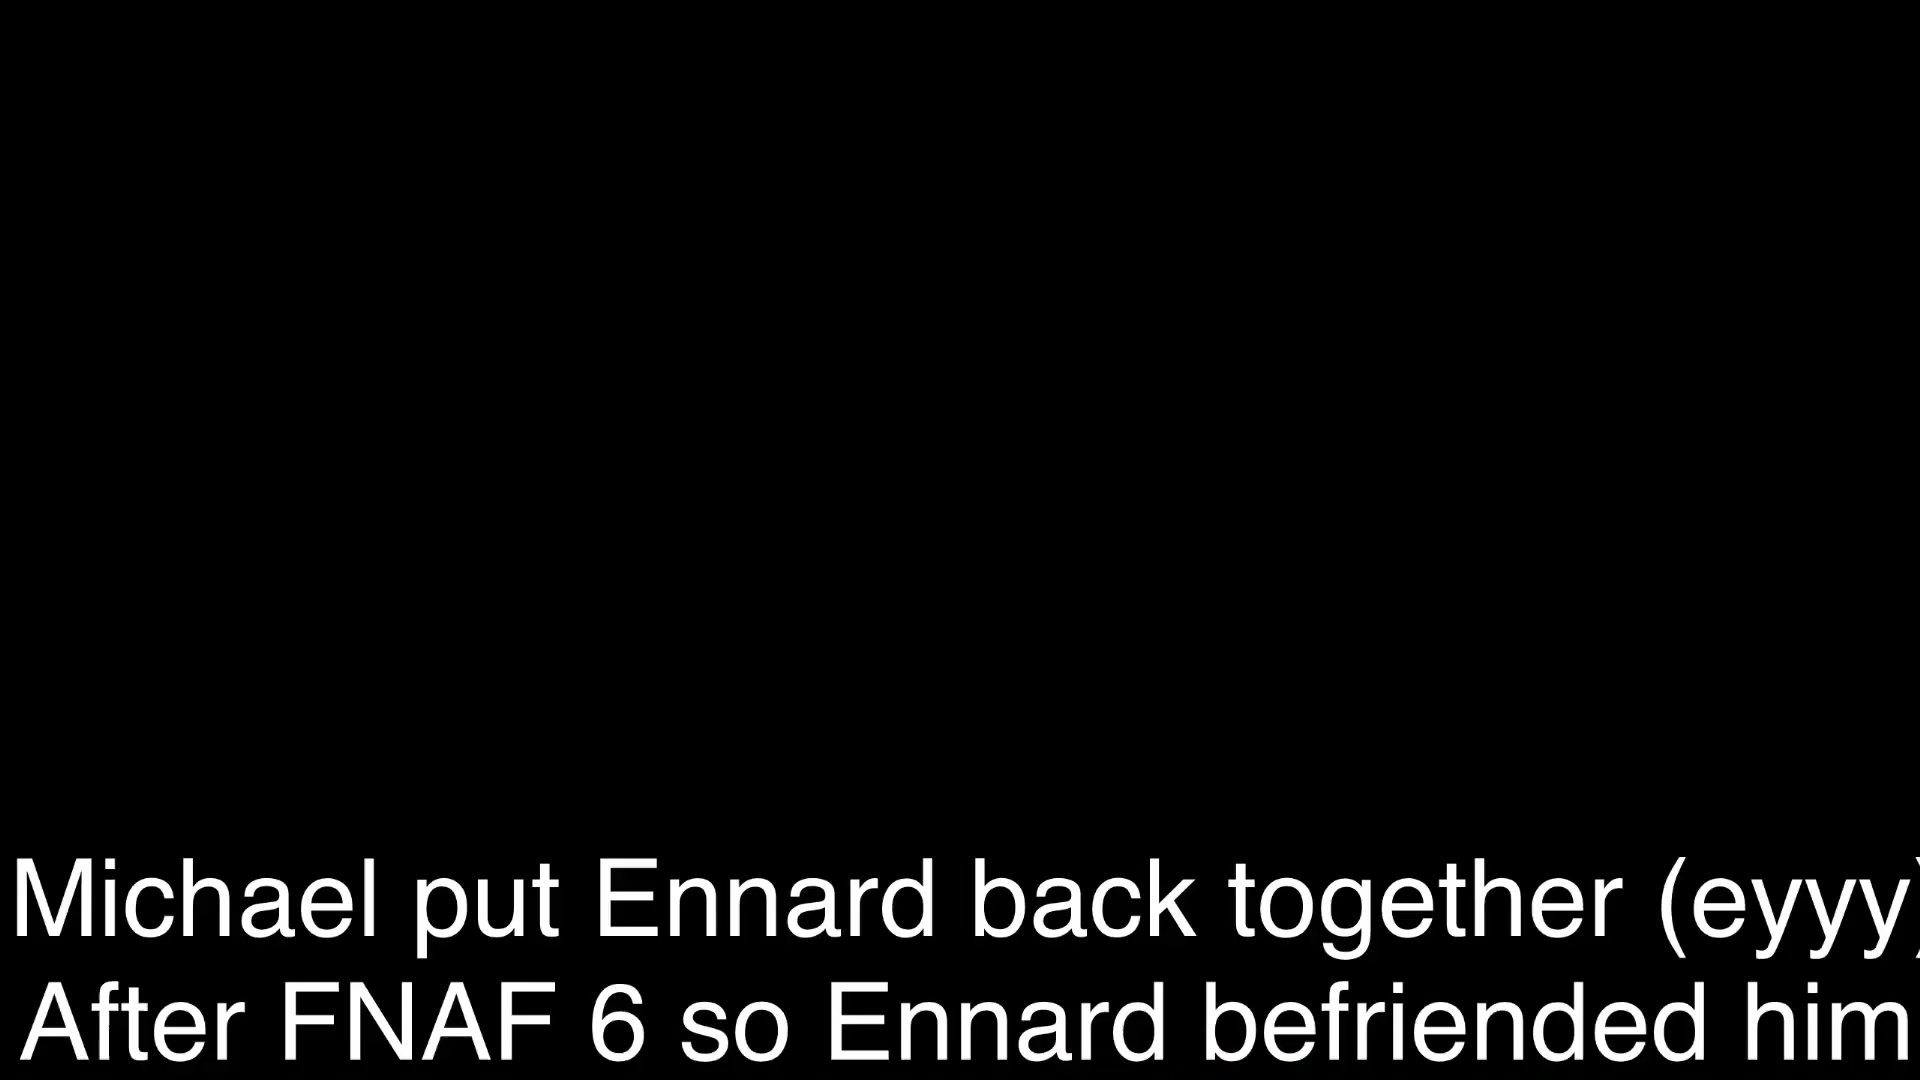 Michael put Ennard back together (eyyy)
After FNAF 6 so Ennard befriended him